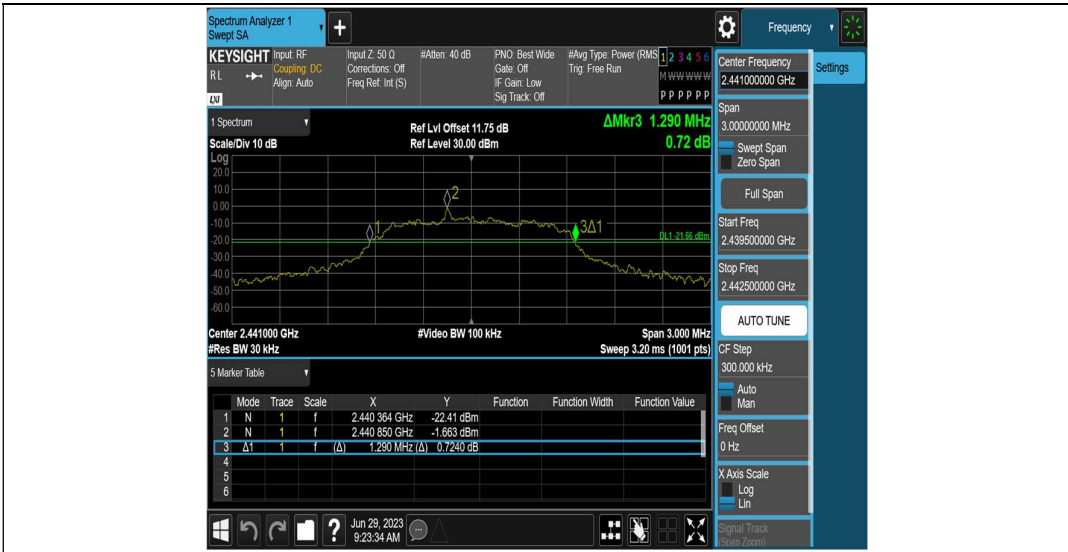 Spectrum Analyzer 1
Swept SA
Frequency
KEYSIGHT
Input: RF
Coupling: DC
Align: Auto
Input Z: 50 Ω
Corrections: Off
Freq Ref: Int (S)
#Atten: 40 dB
PNO: Best Wide
Gate: Off
IF Gain: Low
Sig Track: Off
#Avg Type: Power (RMS
Trig: Free Run
1 2 3 4 5 6
M W W W W W
P P P P P P
R L
LXI
Center Frequency
2.441000000 GHz
Settings
Span
3.00000000 MHz
Swept Span
Zero Span
Full Span
Start Freq
2.439500000 GHz
Stop Freq
2.442500000 GHz
AUTO TUNE
CF Step
300.000 kHz
Auto
Man
Freq Offset
0 Hz
X Axis Scale
Log
Lin
Signal Track
(Span Zoom)
1 Spectrum
Scale/Div 10 dB
Ref Lvl Offset 11.75 dB
Ref Level 30.00 dBm
ΔMkr3 1.290 MHz
0.72 dB
Log
20.0
10.0
0.00
-10.0
-20.0
-30.0
-40.0
-50.0
-60.0
1
2
3Δ1
DL1 -21.66 dBm
Center 2.441000 GHz
#Video BW 100 kHz
Span 3.000 MHz
#Res BW 30 kHz
Sweep 3.20 ms (1001 pts)
5 Marker Table
Mode Trace Scale X Y Function Function Width Function Value
1 N 1 f 2.440 364 GHz -22.41 dBm
2 N 1 f 2.440 850 GHz -1.663 dBm
3 Δ1 1 f (Δ) 1.290 MHz (Δ) 0.7240 dB
4
5
6
?
Jun 29, 2023
9:23:34 AM